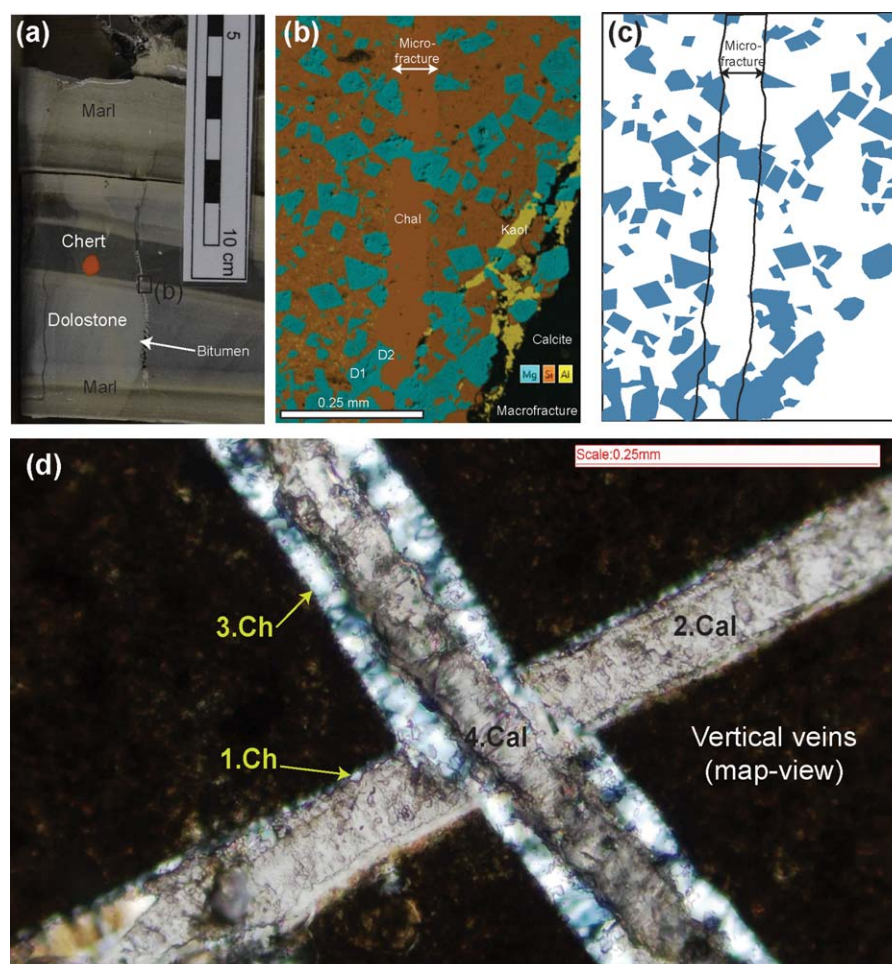 (a)
5
Marl
Chert
(b)
10 cm
Dolostone
Bitumen
Marl
(b)
Micro-
fracture
Chal
Kaol
Calcite
D2
D1
Mg Si Al
0.25 mm
Macrofracture
(c)
Micro-
fracture
(d)
Scale:0.25mm
3.Ch
2.Cal
4.Cal
1.Ch
Vertical veins
(map-view)